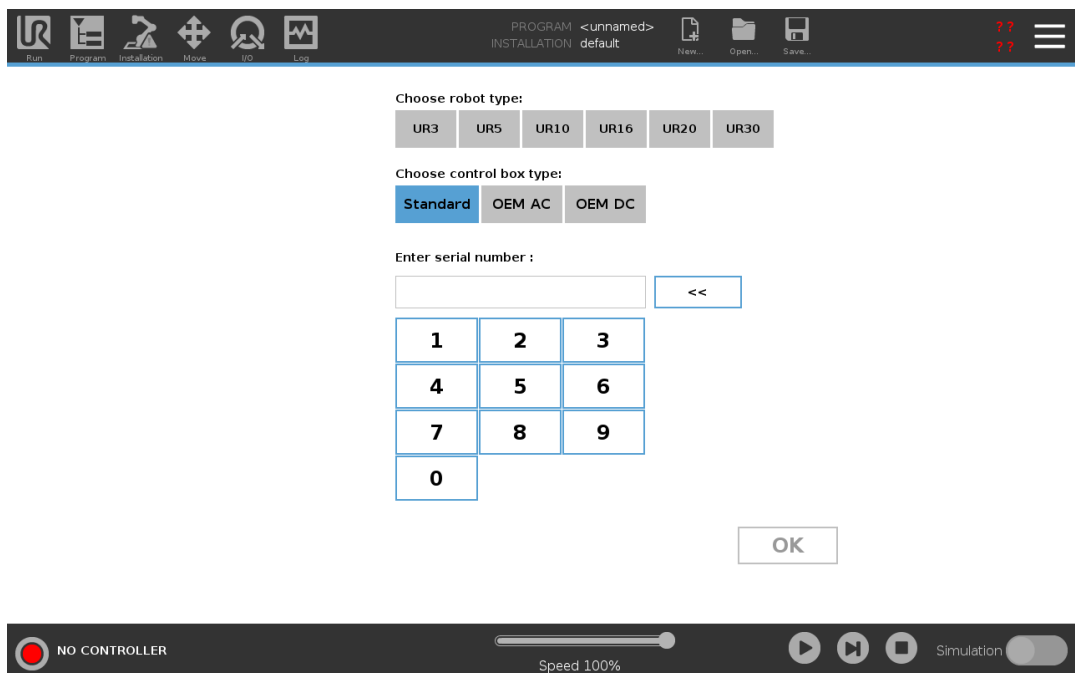 UR
PROGRAM <unnamed>
INSTALLATION default
? ?
? ?
Run Program Installation Move I/O Log New... Open... Save...
Choose robot type:
UR3 UR5 UR10 UR16 UR20 UR30
Choose control box type:
Standard OEM AC OEM DC
Enter serial number :
<<
1 2 3
4 5 6
7 8 9
0
OK
NO CONTROLLER
Speed 100%
Simulation